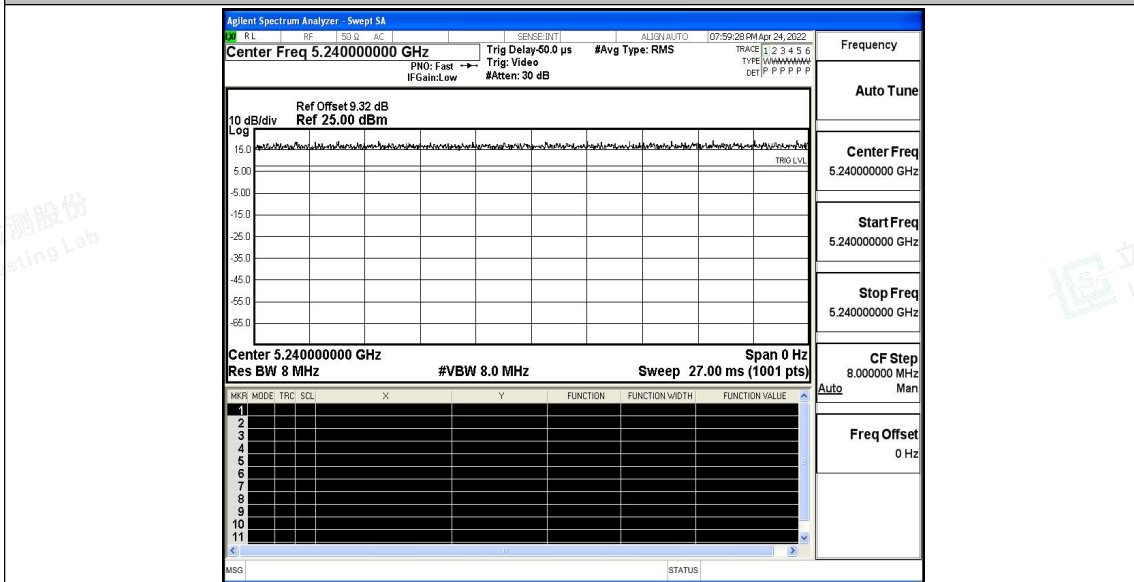 Agilent Spectrum Analyzer - Swept SA
LXI RL RF 50 Ω AC SENSE:INT ALIGN AUTO 07:59:28 PM Apr 24, 2022
Center Freq 5.240000000 GHz
PNO: Fast
IFGain:Low
Trig Delay-50.0 µs
Trig: Video
#Atten: 30 dB
#Avg Type: RMS
TRACE 1 2 3 4 5 6
TYPE
DET P P P P P P
Ref Offset 9.32 dB
10 dB/div Ref 25.00 dBm
Log
15.0
TRIG LVL
5.00
-5.00
-15.0
-25.0
-35.0
-45.0
-55.0
-65.0
Center 5.240000000 GHz Span 0 Hz
Res BW 8 MHz #VBW 8.0 MHz Sweep 27.00 ms (1001 pts)
MKR MODE TRC SCL X Y FUNCTION FUNCTION WIDTH FUNCTION VALUE
1
2
3
4
5
6
7
8
9
10
11
MSG STATUS
Frequency
Auto Tune
Center Freq
5.240000000 GHz
Start Freq
5.240000000 GHz
Stop Freq
5.240000000 GHz
CF Step
8.000000 MHz
Auto Man
Freq Offset
0 Hz
测股份
esting Lab
立